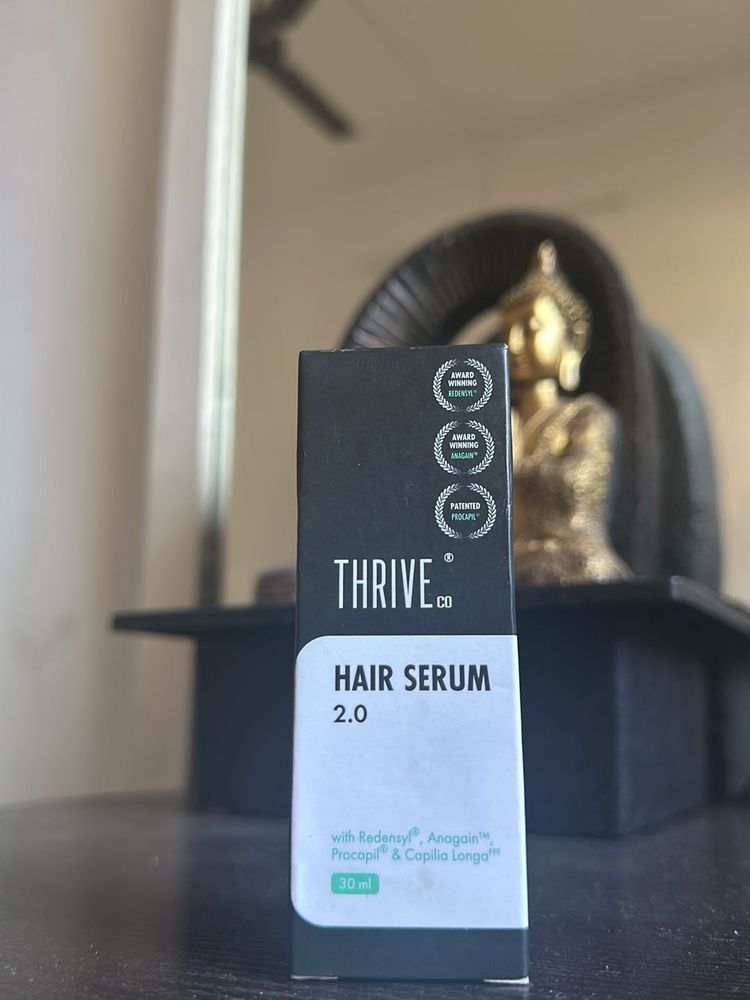 AWARD
WINNING
REDENSYL®
AWARD
WINNING
ANAGAIN™
PATENTED
PROCAPIL®
THRIVE® CO
HAIR SERUM
2.0
with Redensyl®, Anagain™,
Procapil® & Capilia Longa PPF
30 ml